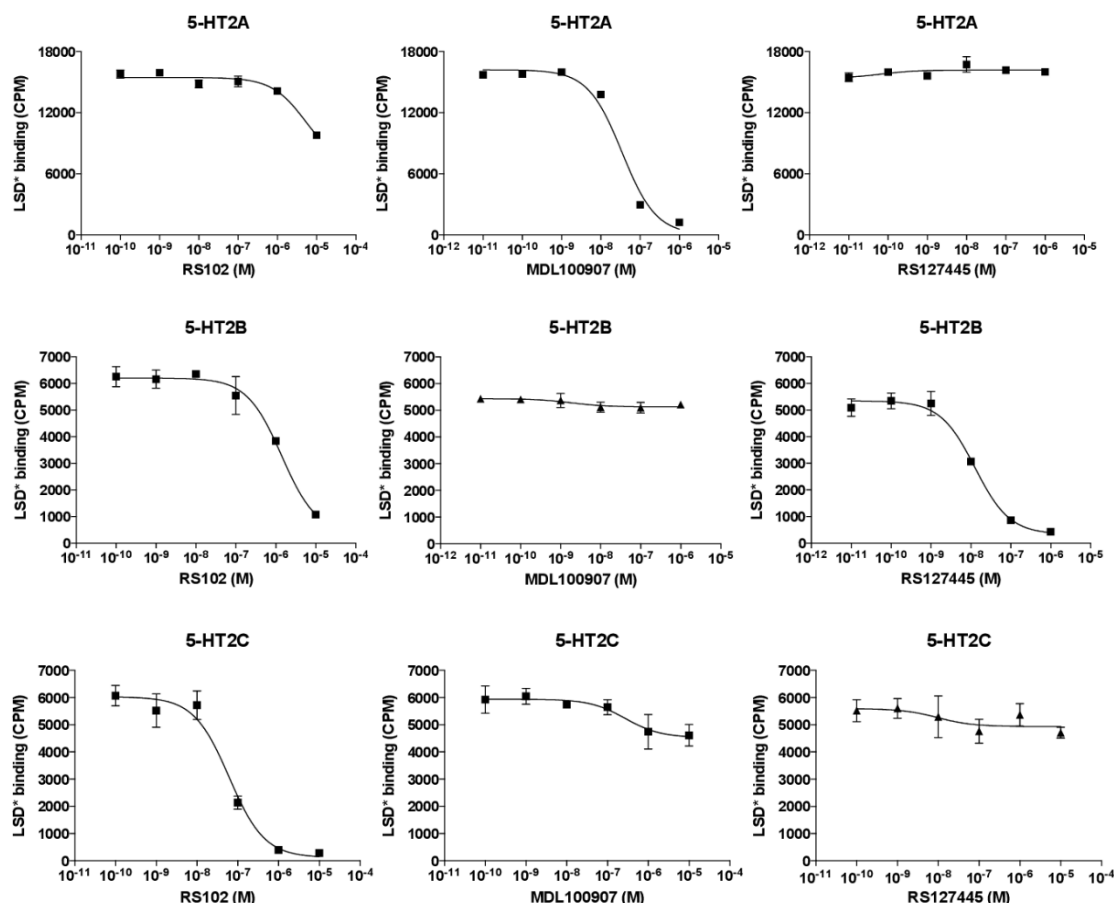 5-HT2A 5-HT2A 5-HT2A
LSD* binding (CPM) LSD* binding (CPM) LSD* binding (CPM)
18000 18000 18000
12000 12000 12000
6000 6000 6000
0 0 0
10-11 10-10 10-9 10-8 10-7 10-6 10-5 10-4 10-12 10-11 10-10 10-9 10-8 10-7 10-6 10-5 10-12 10-11 10-10 10-9 10-8 10-7 10-6 10-5
RS102 (M) MDL100907 (M) RS127445 (M)
5-HT2B 5-HT2B 5-HT2B
LSD* binding (CPM) LSD* binding (CPM) LSD* binding (CPM)
7000 7000 7000
6000 6000 6000
5000 5000 5000
4000 4000 4000
3000 3000 3000
2000 2000 2000
1000 1000 1000
0 0 0
10-11 10-10 10-9 10-8 10-7 10-6 10-5 10-4 10-12 10-11 10-10 10-9 10-8 10-7 10-6 10-5 10-12 10-11 10-10 10-9 10-8 10-7 10-6 10-5
RS102 (M) MDL100907 (M) RS127445 (M)
5-HT2C 5-HT2C 5-HT2C
LSD* binding (CPM) LSD* binding (CPM) LSD* binding (CPM)
7000 7000 7000
6000 6000 6000
5000 5000 5000
4000 4000 4000
3000 3000 3000
2000 2000 2000
1000 1000 1000
0 0 0
10-11 10-10 10-9 10-8 10-7 10-6 10-5 10-4 10-11 10-10 10-9 10-8 10-7 10-6 10-5 10-4 10-11 10-10 10-9 10-8 10-7 10-6 10-5 10-4
RS102 (M) MDL100907 (M) RS127445 (M)